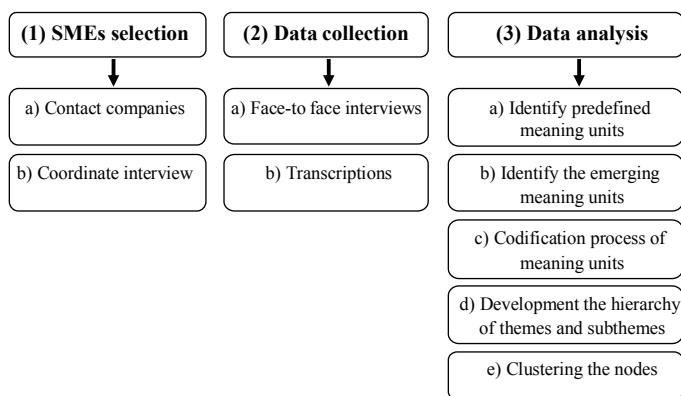 (1) SMEs selection
a) Contact companies
b) Coordinate interview
(2) Data collection
a) Face-to face interviews
b) Transcriptions
(3) Data analysis
a) Identify predefined
meaning units
b) Identify the emerging
meaning units
c) Codification process of
meaning units
d) Development the hierarchy
of themes and subthemes
e) Clustering the nodes